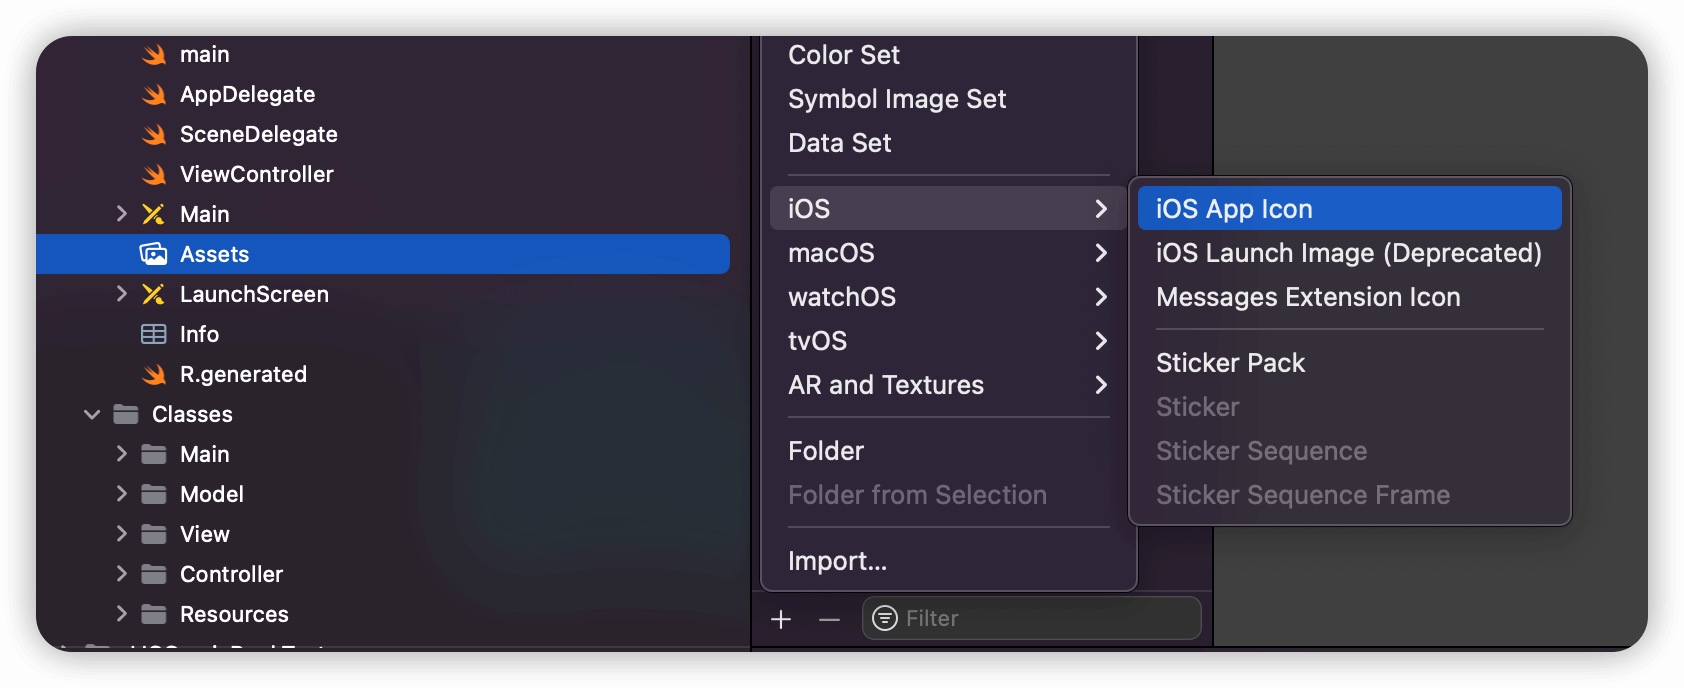 main
AppDelegate
SceneDelegate
ViewController
Main
Assets
LaunchScreen
Info
R.generated
Classes
Main
Model
View
Controller
Resources
Color Set
Symbol Image Set
Data Set
iOS
macOS
watchOS
tvOS
AR and Textures
Folder
Folder from Selection
Import...
Filter
iOS App Icon
iOS Launch Image (Deprecated)
Messages Extension Icon
Sticker Pack
Sticker
Sticker Sequence
Sticker Sequence Frame